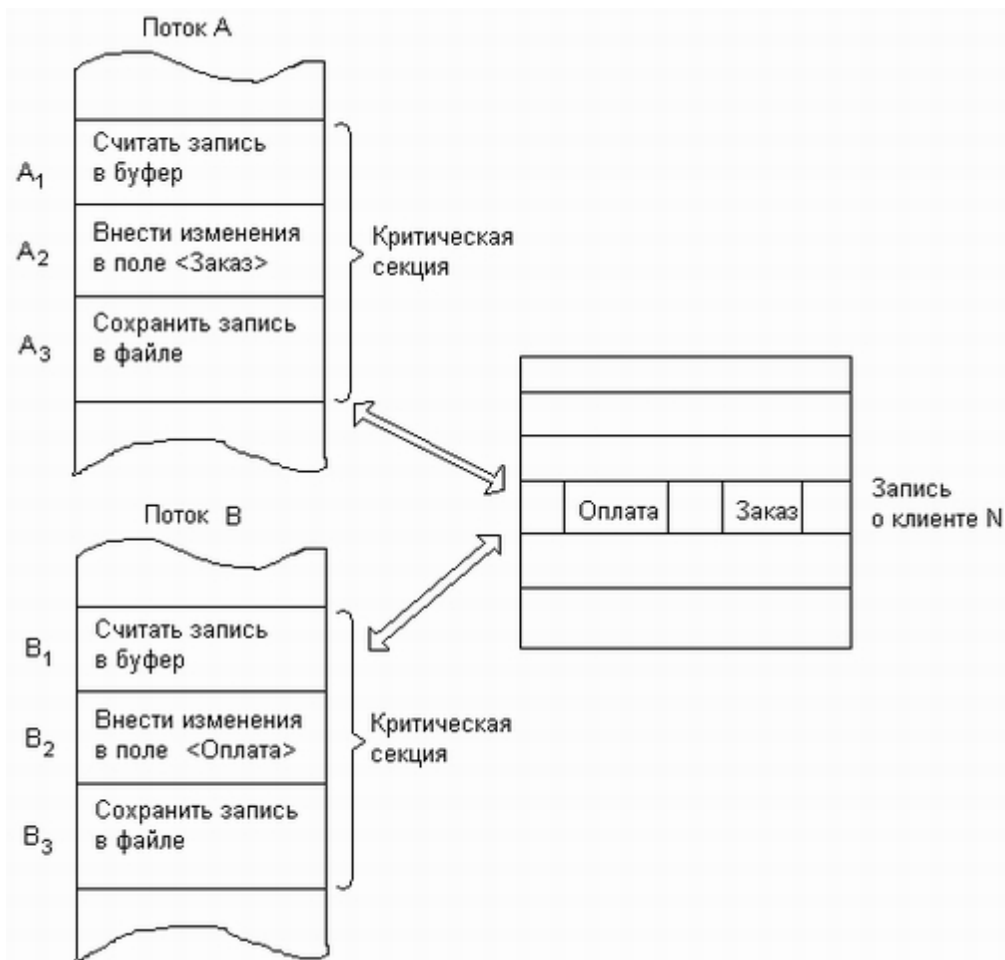 Поток А
A1
Считать запись
в буфер
A2
Внести изменения
в поле <Заказ>
A3
Сохранить запись
в файле
Критическая
секция
Поток В
B1
Считать запись
в буфер
B2
Внести изменения
в поле <Оплата>
B3
Сохранить запись
в файле
Критическая
секция
Оплата
Заказ
Запись
о клиенте N